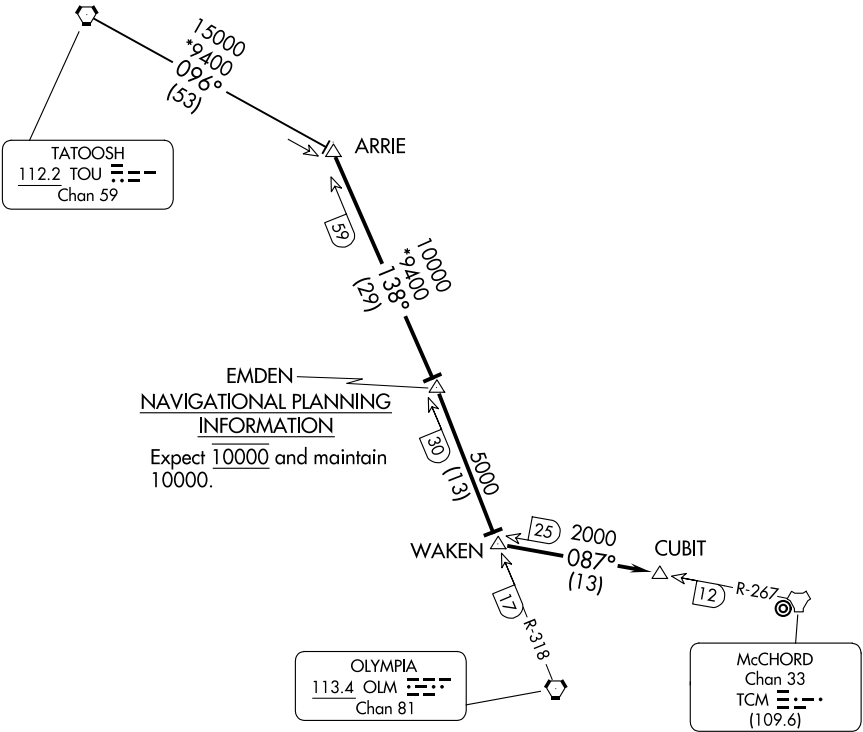 15000
*9400
096°
(53)
TATOOSH
112.2 TOU
Chan 59
ARRIE
59
10000
*9400
138°
(29)
EMDEN
NAVIGATIONAL PLANNING
INFORMATION
Expect 10000 and maintain
10000.
30
5000
(13)
WAKEN
25
2000
087°
(13)
CUBIT
12
R-267
17
R-318
OLYMPIA
113.4 OLM
Chan 81
McCHORD
Chan 33
TCM
(109.6)